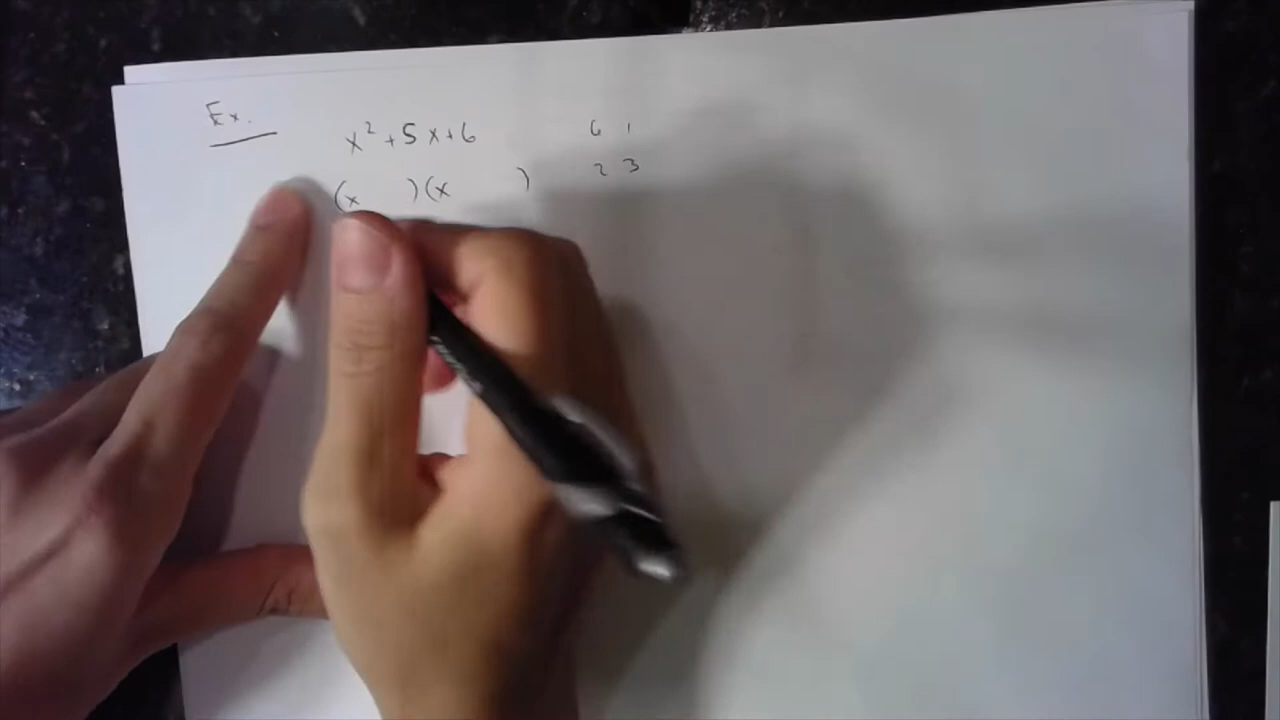 Ex.
x² + 5x + 6
6 1
(x )(x )
2 3